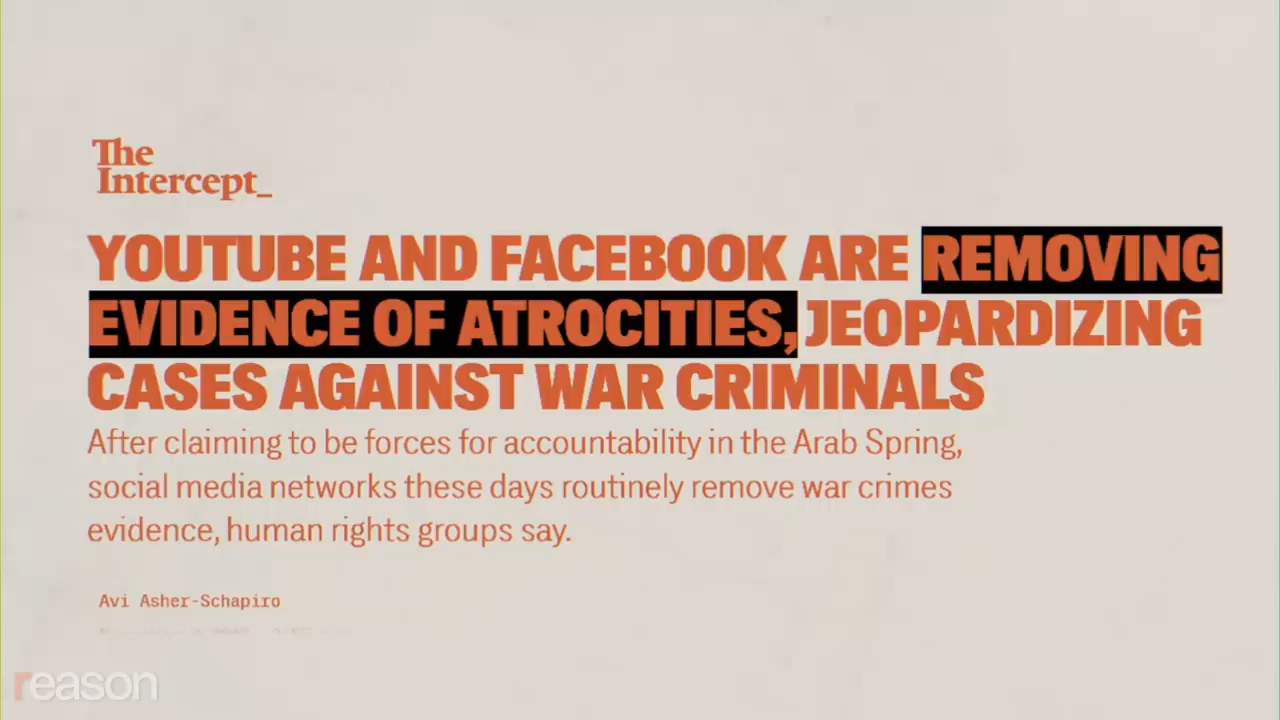 The
Intercept_
YOUTUBE AND FACEBOOK ARE REMOVING
EVIDENCE OF ATROCITIES, JEOPARDIZING
CASES AGAINST WAR CRIMINALS
After claiming to be forces for accountability in the Arab Spring,
social media networks these days routinely remove war crimes
evidence, human rights groups say.
Avi Asher-Schapiro
reason